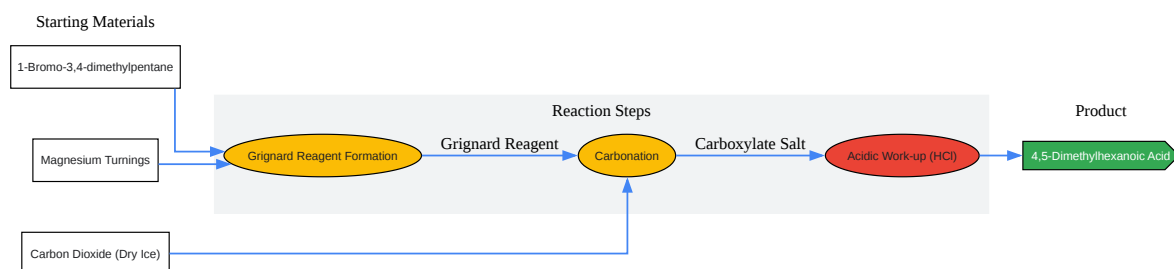 Starting Materials
1-Bromo-3,4-dimethylpentane
Reaction Steps
Product
Magnesium Turnings
Grignard Reagent Formation
Grignard Reagent
Carbonation
Carboxylate Salt
Acidic Work-up (HCl)
4,5-Dimethylhexanoic Acid
Carbon Dioxide (Dry Ice)